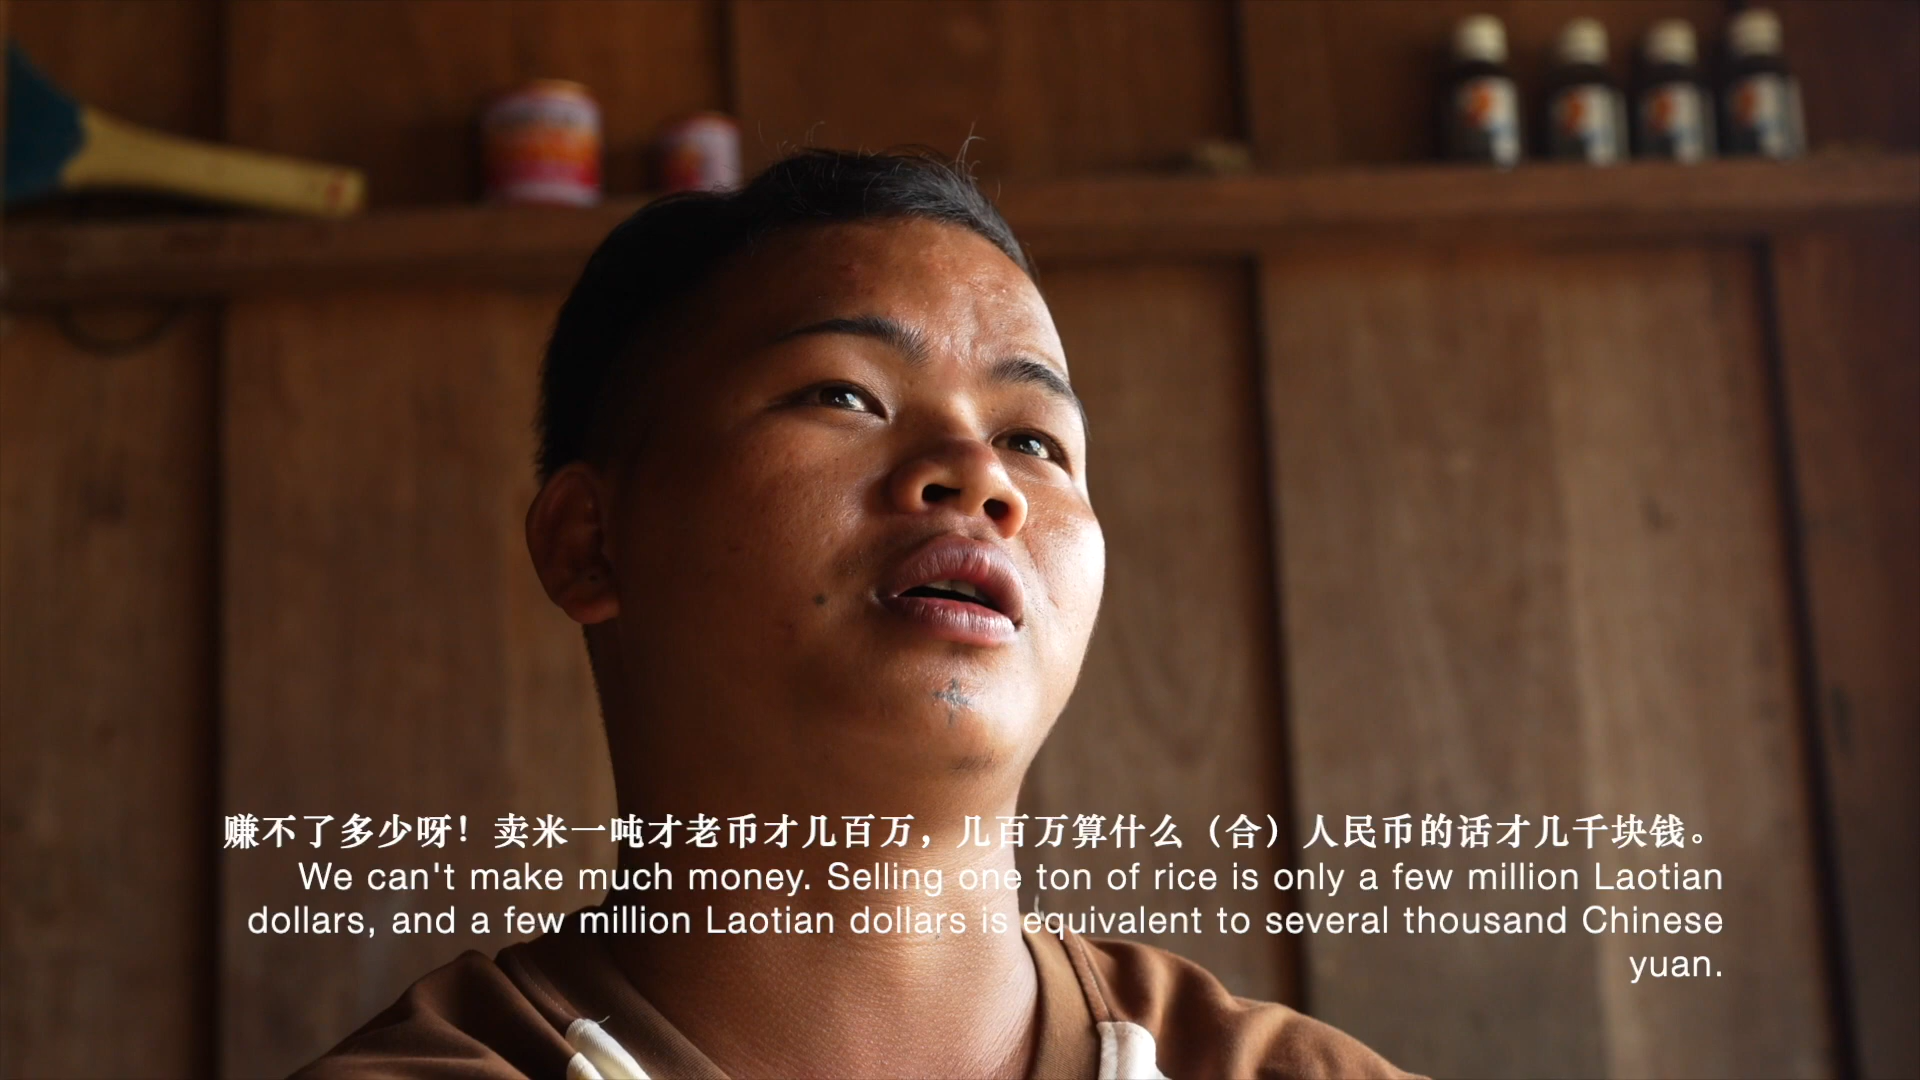 赚不了多少呀！卖米一吨才老币才几百万，几百万算什么（合）人民币的话才几千块钱。
We can't make much money. Selling one ton of rice is only a few million Laotian
dollars, and a few million Laotian dollars is equivalent to several thousand Chinese
yuan.